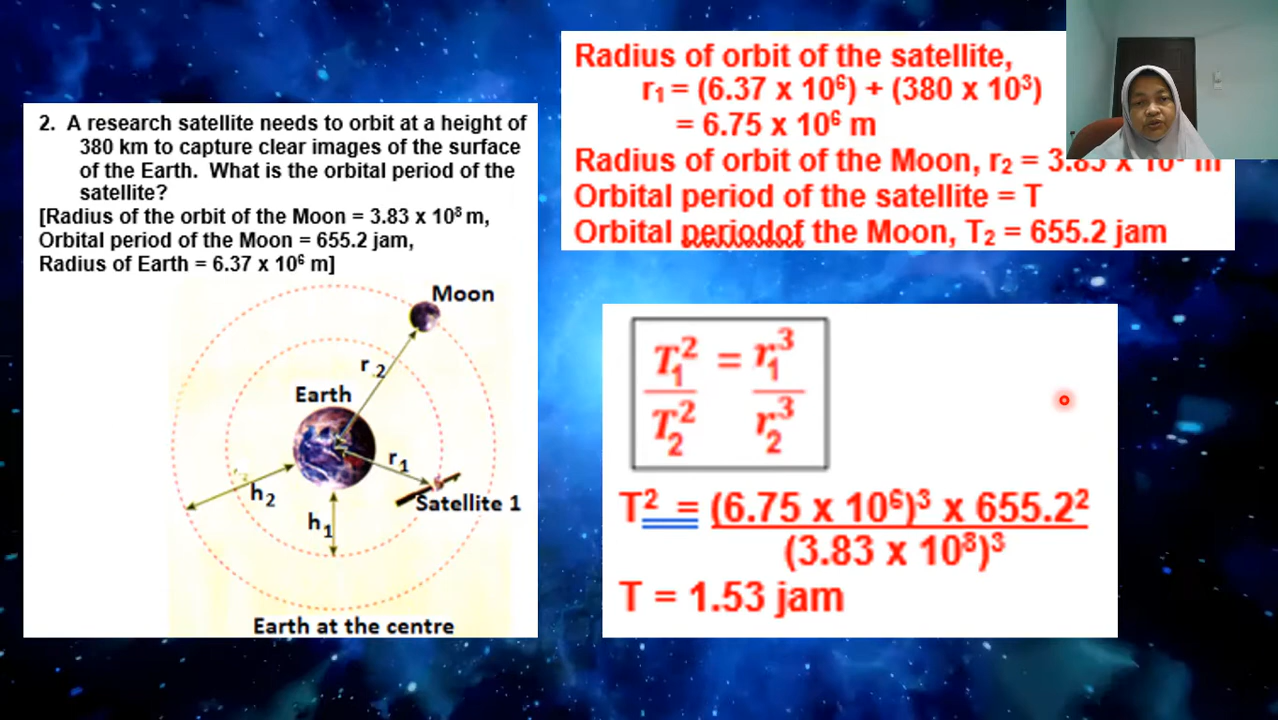 2. A research satellite needs to orbit at a height of
380 km to capture clear images of the surface
of the Earth. What is the orbital period of the
satellite?
[Radius of the orbit of the Moon = 3.83 x 10⁸ m,
Orbital period of the Moon = 655.2 jam,
Radius of Earth = 6.37 x 10⁶ m]
Moon
r 2
Earth
r1
h2
Satellite 1
h1
Earth at the centre
Radius of orbit of the satellite,
r₁ = (6.37 x 10⁶) + (380 x 10³)
= 6.75 x 10⁶ m
Radius of orbit of the Moon, r₂ = 3.83 x 10 m
Orbital period of the satellite = T
Orbital periodof the Moon, T₂ = 655.2 jam
T₁² = r₁³
T₂² r₂³
T² = (6.75 x 10⁶)³ x 655.2²
(3.83 x 10⁸)³
T = 1.53 jam